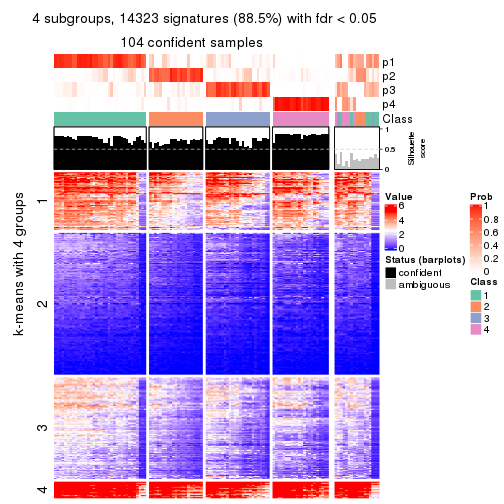 4 subgroups, 14323 signatures (88.5%) with fdr < 0.05
104 confident samples
p1
p2
p3
p4
Class
1
0.5
0
Silhouette
score
k-means with 4 groups
1
2
3
4
Value
6
4
2
0
Status (barplots)
confident
ambiguous
Prob
1
0.8
0.6
0.4
0.2
0
Class
1
2
3
4